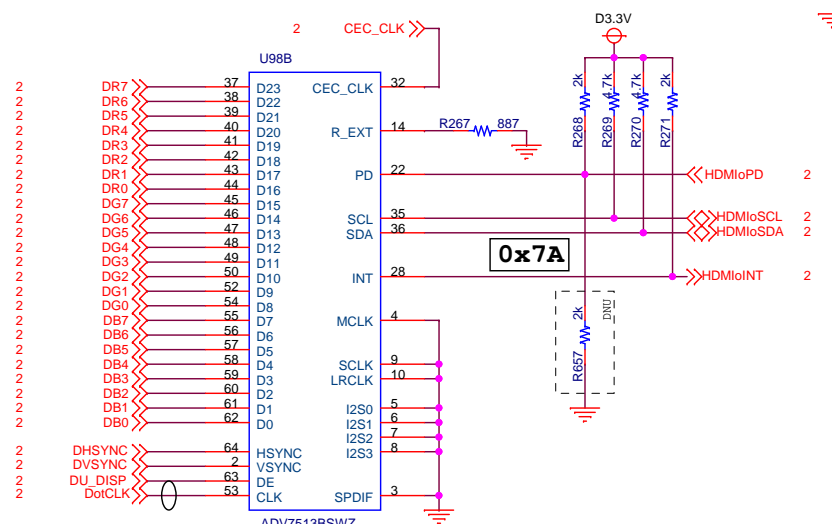 D3.3V
2 CEC_CLK
U98B
2 DR7 37 D23 CEC_CLK 32
2 DR6 38 D22
2 DR5 39 D21
2 DR4 40 D20 R_EXT 14 R267 887
2 DR3 41 D19
2 DR2 42 D18
2 DR1 43 D17 PD 22 HDMIoPD 2
2 DR0 44 D16
2 DG7 45 D15
2 DG6 46 D14 SCL 35 HDMIoSCL 2
2 DG5 47 D13 SDA 36 HDMIoSDA 2
2 DG4 48 D12
2 DG3 49 D11
2 DG2 50 D10 INT 28 HDMIoINT 2
2 DG1 52 D9
2 DG0 54 D8
2 DB7 55 D7 MCLK 4
2 DB6 56 D6
2 DB5 57 D5
2 DB4 58 D4 SCLK 9
2 DB3 59 D3 LRCLK 10
2 DB2 60 D2
2 DB1 61 D1 I2S0 5
2 DB0 62 D0 I2S1 6
I2S2 7
2 DHSYNC 64 HSYNC I2S3 8
2 DVSYNC 2 VSYNC
2 DU_DISP 63 DE
2 DotCLK 53 CLK SPDIF 3
ADV7513BSWZ
R268 2k
R269 4.7k
R270 4.7k
R271 2k
0x7A
R657 2k
DNU